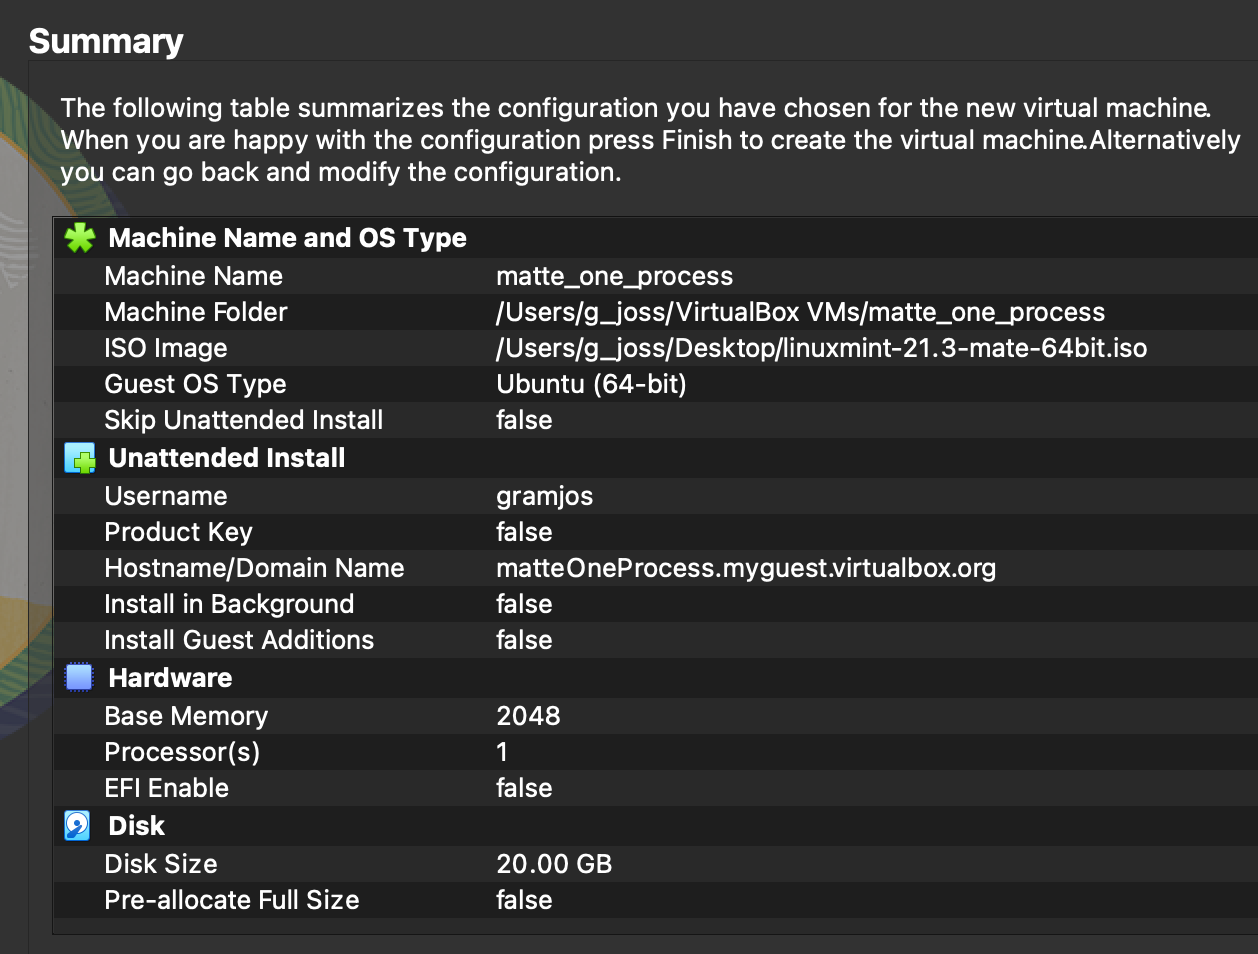 Summary
The following table summarizes the configuration you have chosen for the new virtual machine.
When you are happy with the configuration press Finish to create the virtual machine.Alternatively
you can go back and modify the configuration.
Machine Name and OS Type
Machine Name matte_one_process
Machine Folder /Users/g_joss/VirtualBox VMs/matte_one_process
ISO Image /Users/g_joss/Desktop/linuxmint-21.3-mate-64bit.iso
Guest OS Type Ubuntu (64-bit)
Skip Unattended Install false
Unattended Install
Username gramjos
Product Key false
Hostname/Domain Name matteOneProcess.myguest.virtualbox.org
Install in Background false
Install Guest Additions false
Hardware
Base Memory 2048
Processor(s) 1
EFI Enable false
Disk
Disk Size 20.00 GB
Pre-allocate Full Size false